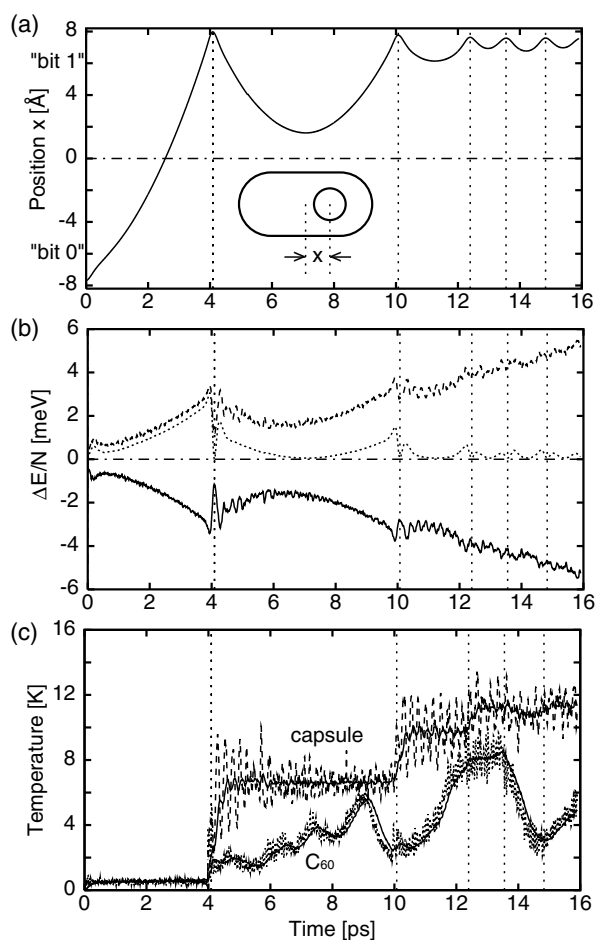 (a)
8
"bit 1"
4
0
-4
"bit 0"
-8
Position x [Å]
x
0 2 4 6 8 10 12 14 16
(b)
6
4
2
0
-2
-4
-6
ΔE/N [meV]
0 2 4 6 8 10 12 14 16
(c)
16
12
8
4
0
Temperature [K]
capsule
C60
0 2 4 6 8 10 12 14 16
Time [ps]